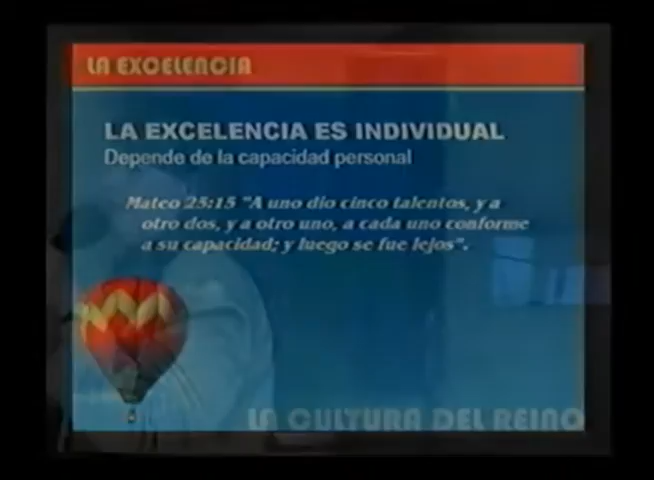 LA EXCELENCIA
LA EXCELENCIA ES INDIVIDUAL
Depende de la capacidad personal
Mateo 25:15 "A uno dio cinco talentos, y a
otro dos, y a otro uno, a cada uno conforme
a su capacidad; y luego se fue lejos".
LA CULTURA DEL REINO